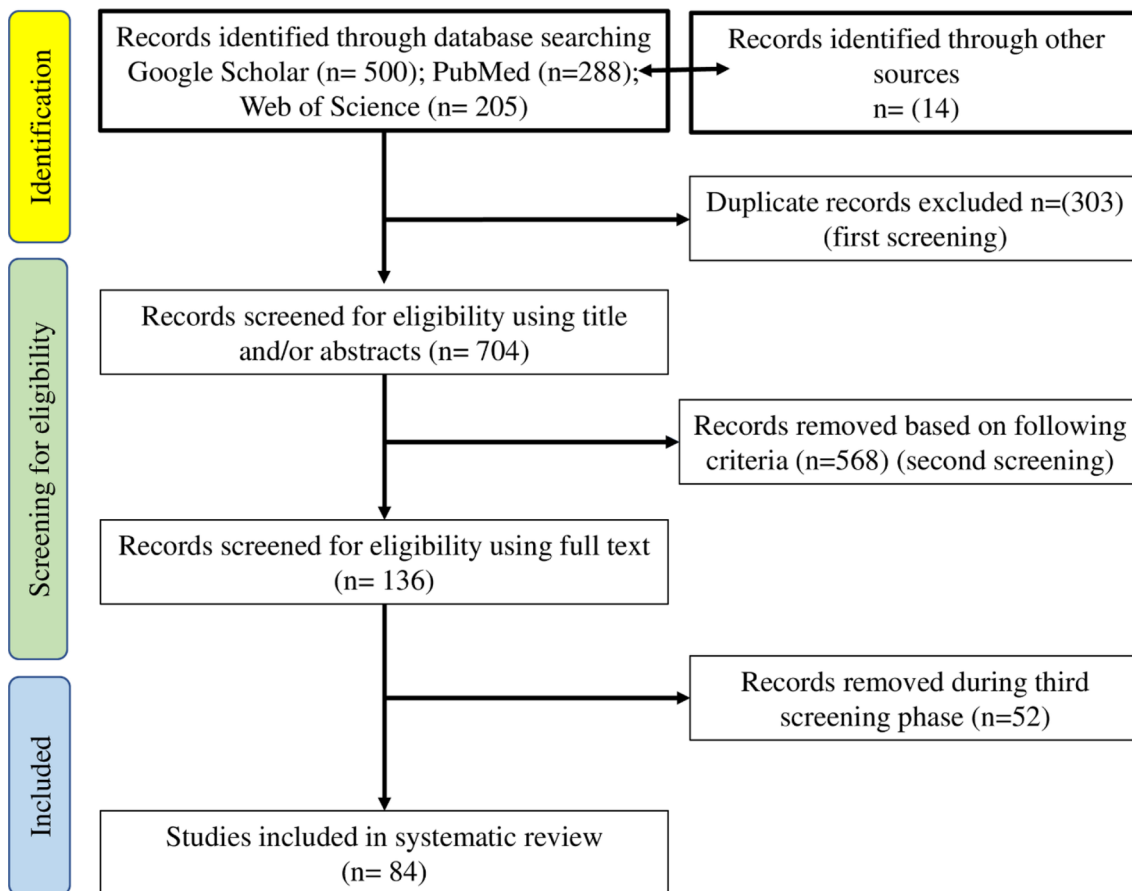 Identification
Records identified through database searching
Google Scholar (n= 500); PubMed (n=288);
Web of Science (n= 205)
Records identified through other
sources
n= (14)
Duplicate records excluded n=(303)
(first screening)
Screening for eligibility
Records screened for eligibility using title
and/or abstracts (n= 704)
Records removed based on following
criteria (n=568) (second screening)
Records screened for eligibility using full text
(n= 136)
Records removed during third
screening phase (n=52)
Included
Studies included in systematic review
(n= 84)